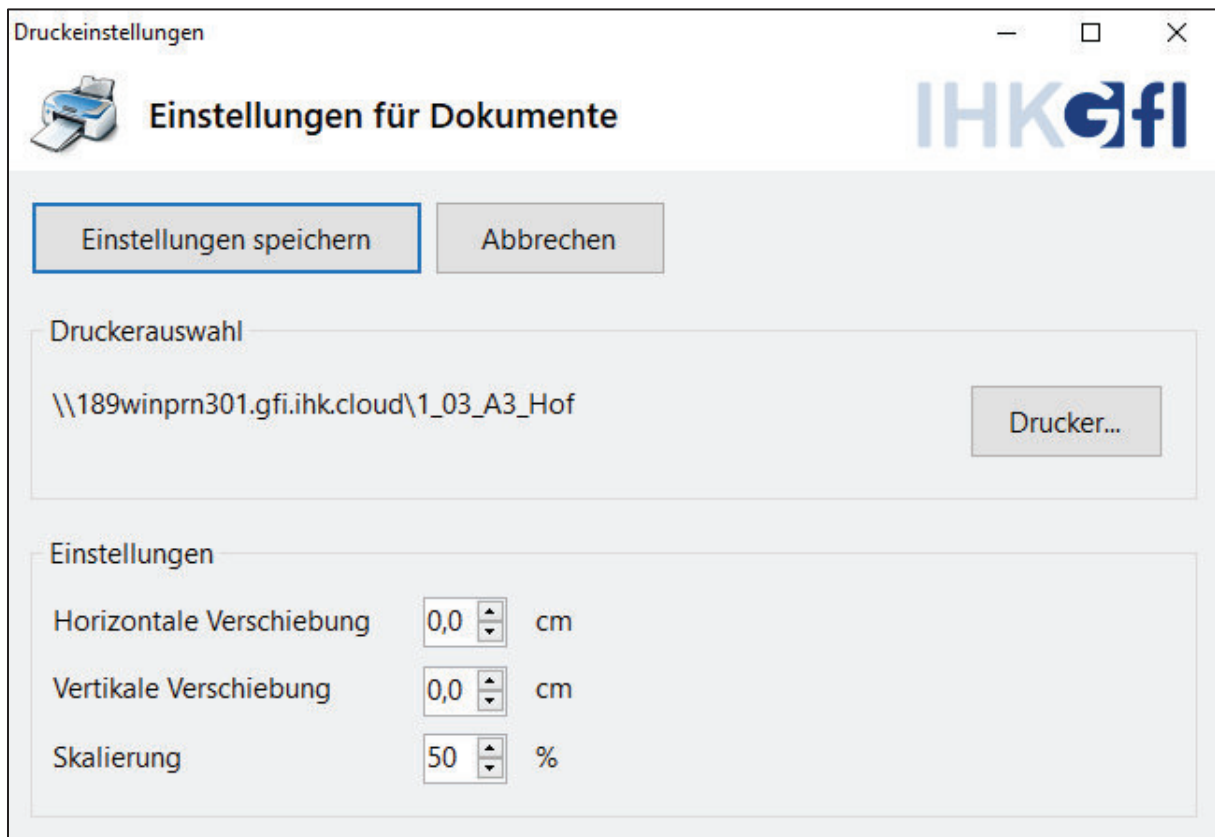 Druckeinstellungen
Einstellungen für Dokumente
IHKGfI
Einstellungen speichern
Abbrechen
Druckerauswahl
\\189winprn301.gfi.ihk.cloud\1_03_A3_Hof
Drucker...
Einstellungen
Horizontale Verschiebung 0,0 cm
Vertikale Verschiebung 0,0 cm
Skalierung 50 %